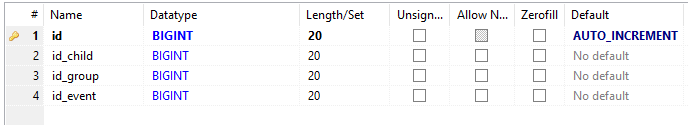 # Name Datatype Length/Set Unsign... Allow N... Zerofill Default
1 id BIGINT 20 AUTO_INCREMENT
2 id_child BIGINT 20 No default
3 id_group BIGINT 20 No default
4 id_event BIGINT 20 No default